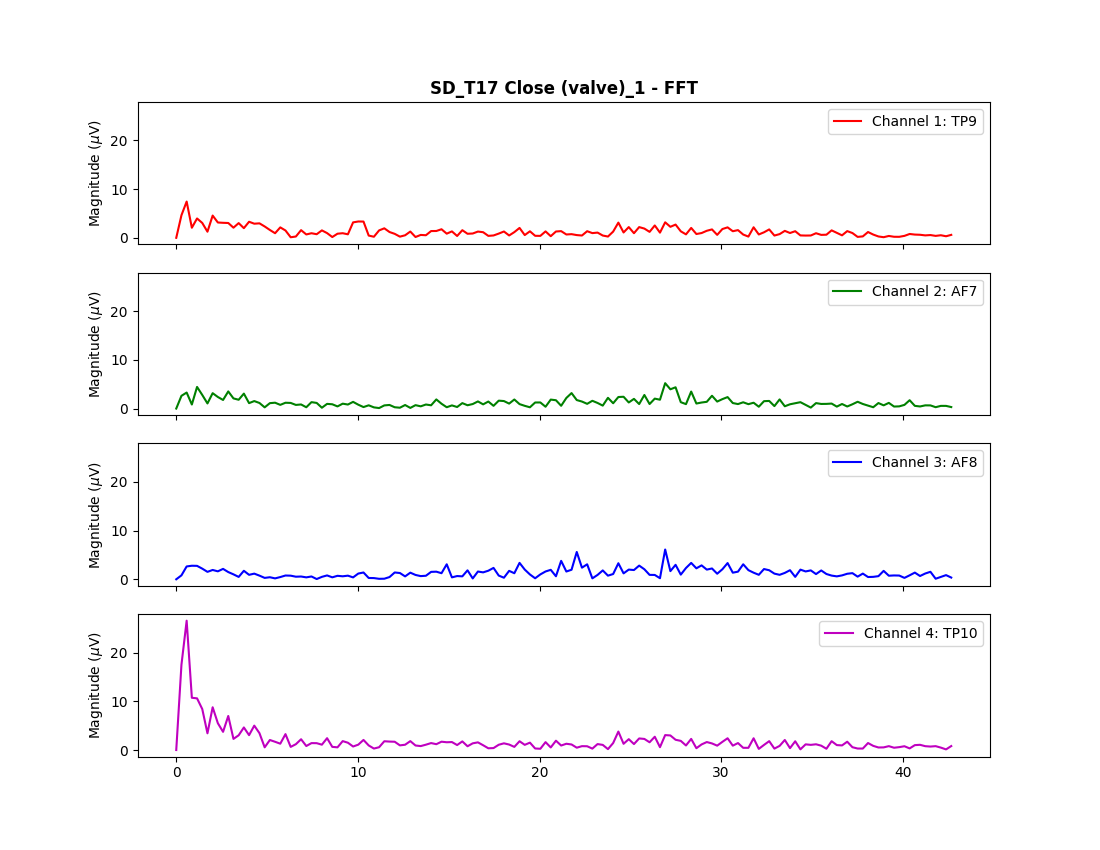 SD_T17 Close (valve)_1 - FFT
Magnitude (μV)
20
10
0
Channel 1: TP9
Magnitude (μV)
20
10
0
Channel 2: AF7
Magnitude (μV)
20
10
0
Channel 3: AF8
Magnitude (μV)
20
10
0
Channel 4: TP10
0 10 20 30 40